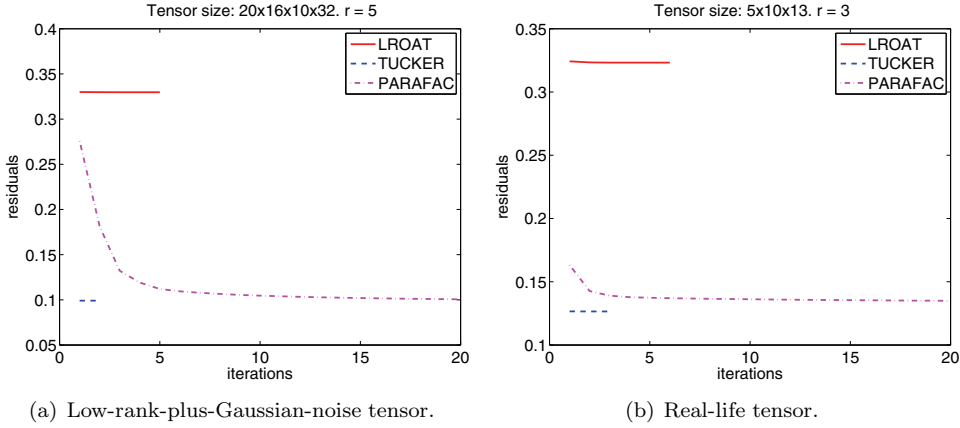 Tensor size: 20x16x10x32. r = 5
0.4
0.35
0.3
0.25
0.2
0.15
0.1
0.05
residuals
LROAT
TUCKER
PARAFAC
0 5 10 15 20
iterations
(a) Low-rank-plus-Gaussian-noise tensor.
Tensor size: 5x10x13. r = 3
0.35
0.3
0.25
0.2
0.15
0.1
residuals
LROAT
TUCKER
PARAFAC
0 5 10 15 20
iterations
(b) Real-life tensor.